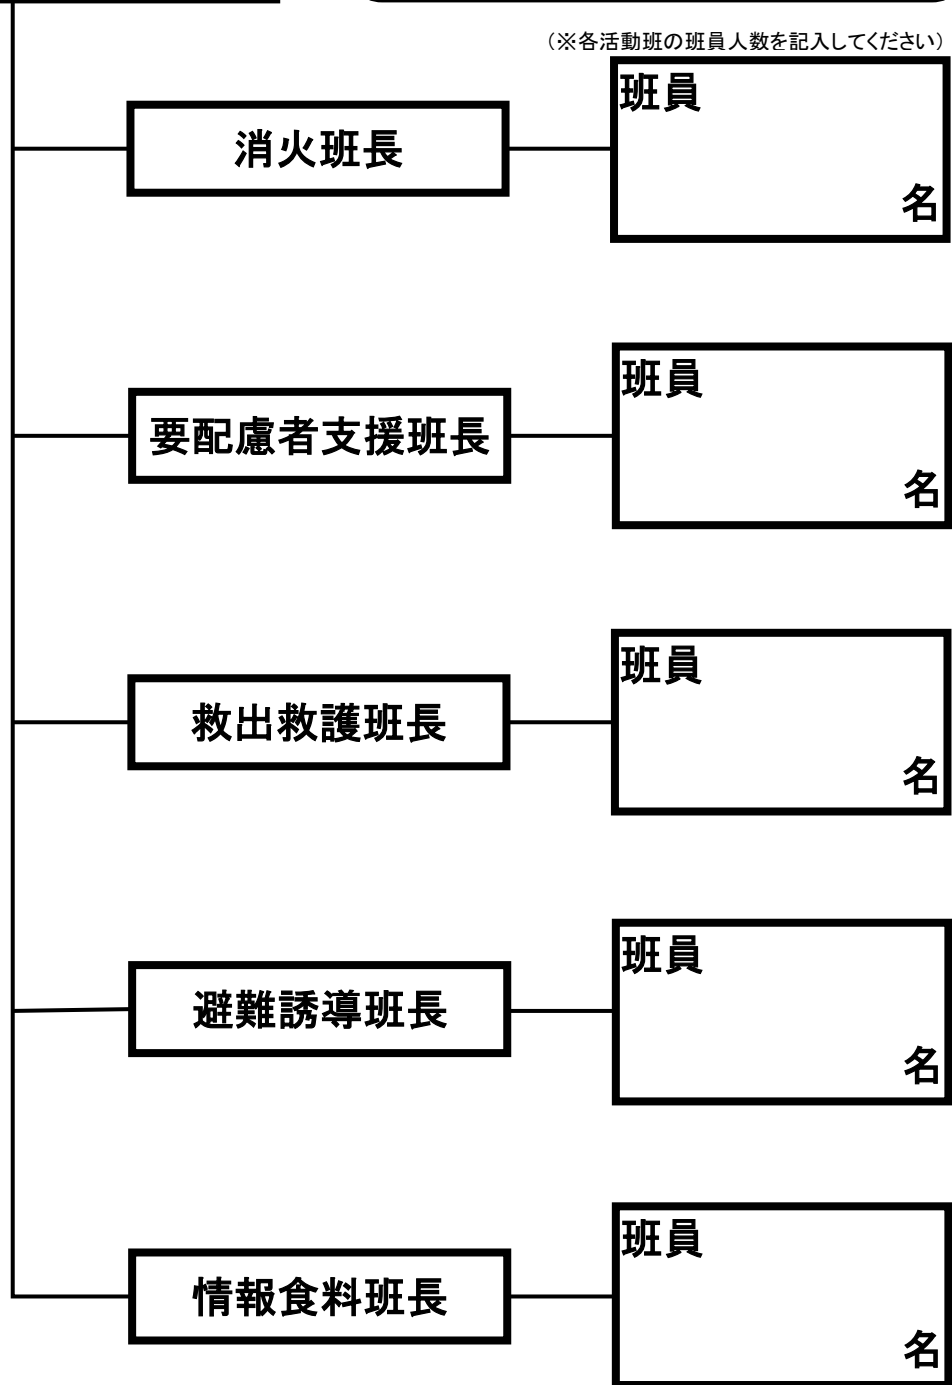 (※各活動班の班員人数を記入してください)
班員
消火班長
名
班員
要配慮者支援班長
名
班員
救出救護班長
名
班員
避難誘導班長
名
班員
情報食料班長
名